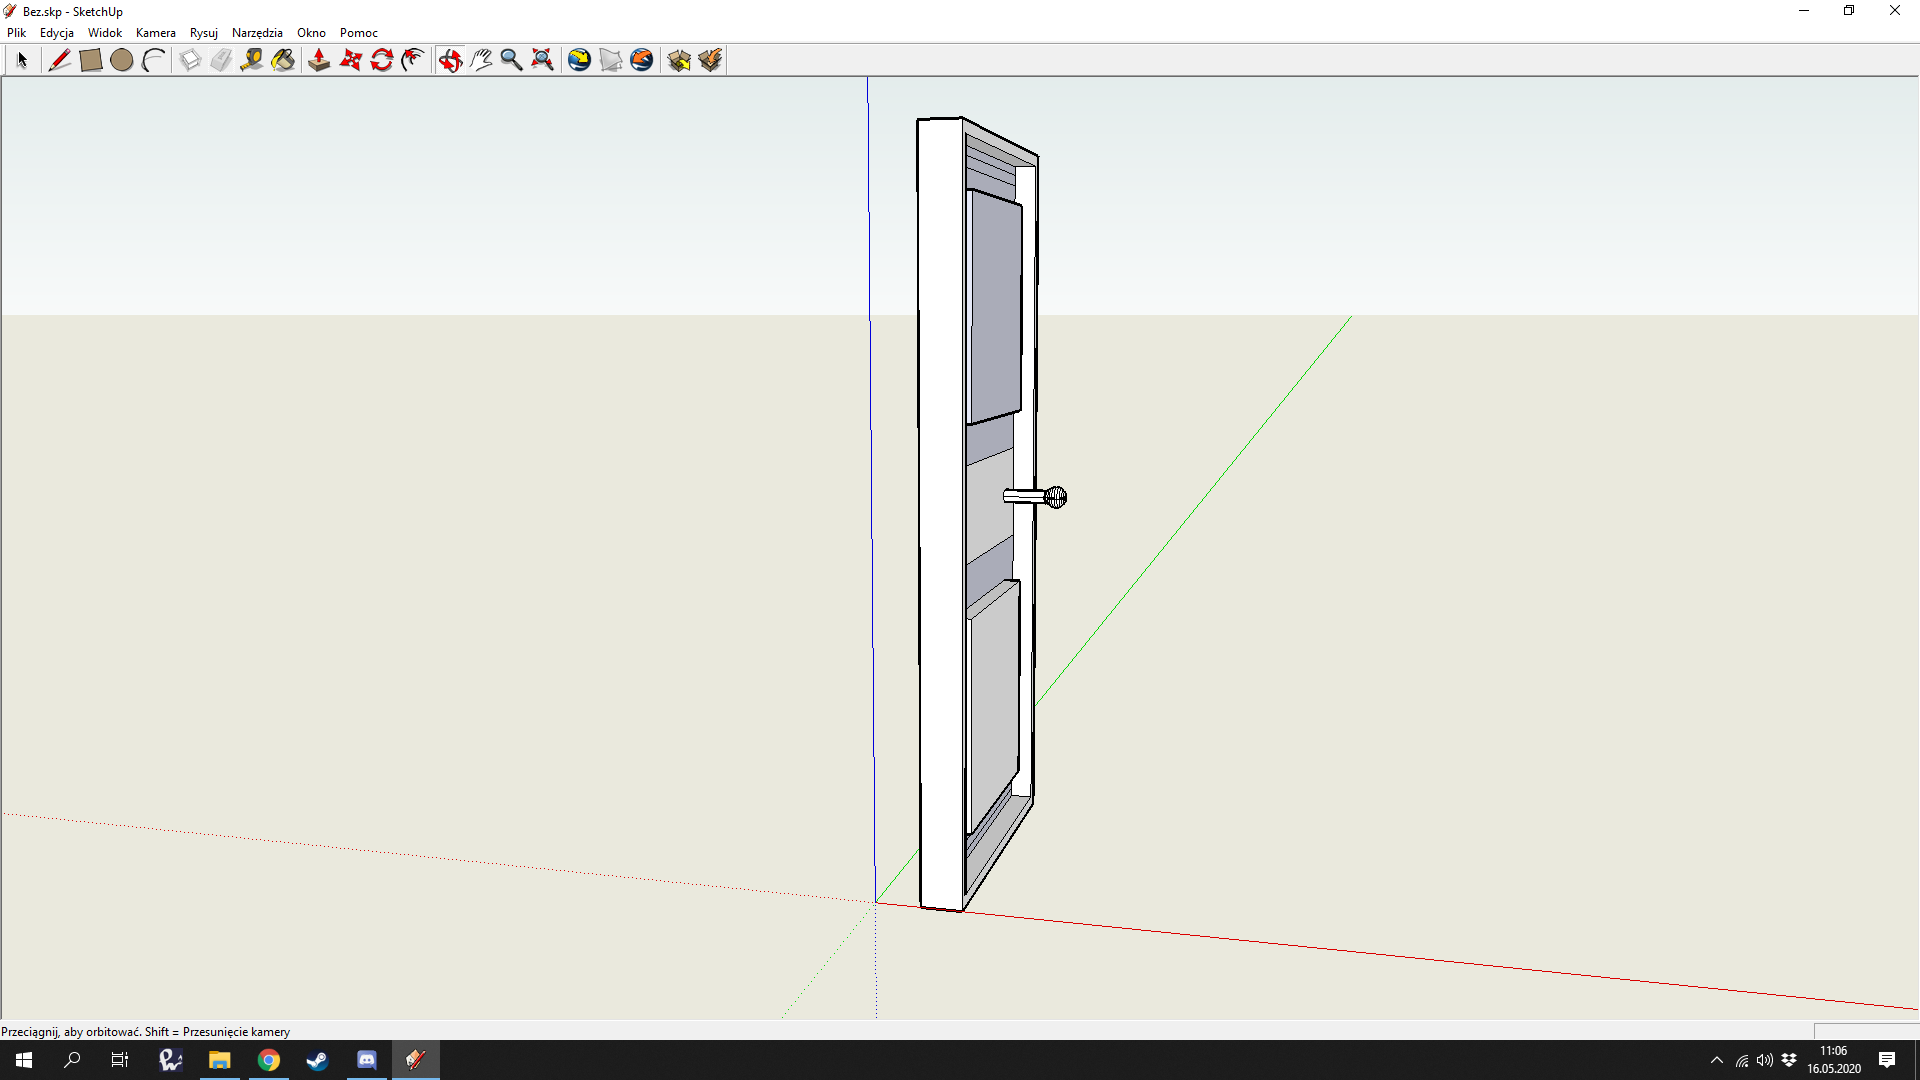 Bez.skp - SketchUp
Plik Edycja Widok Kamera Rysuj Narzędzia Okno Pomoc
Przeciągnij, aby orbitować. Shift = Przesunięcie kamery
11:06
16.05.2020